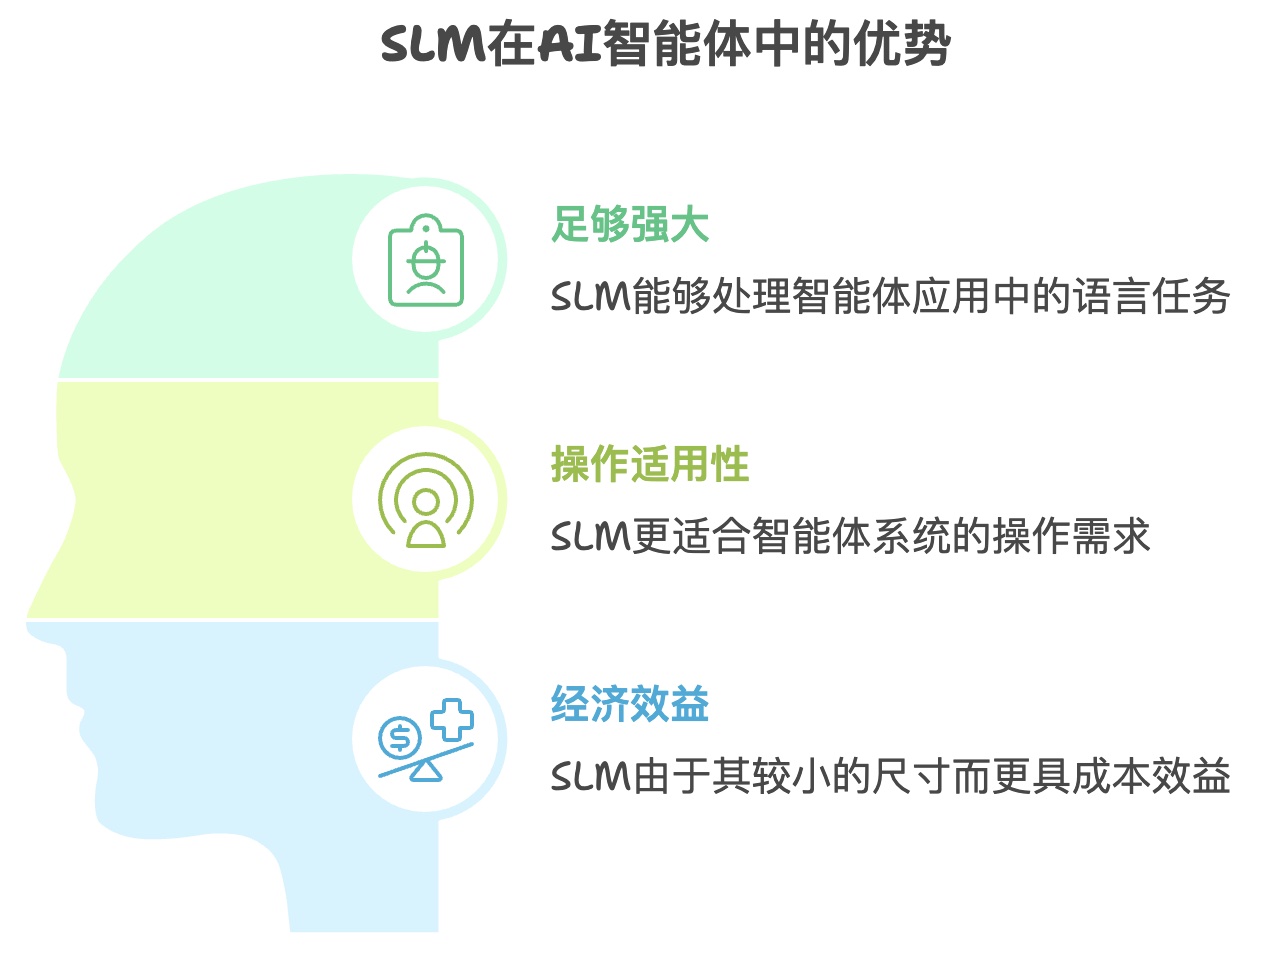 SLM在AI智能体中的优势
足够强大
SLM能够处理智能体应用中的语言任务
操作适用性
SLM更适合智能体系统的操作需求
$
经济效益
SLM由于其较小的尺寸而更具成本效益